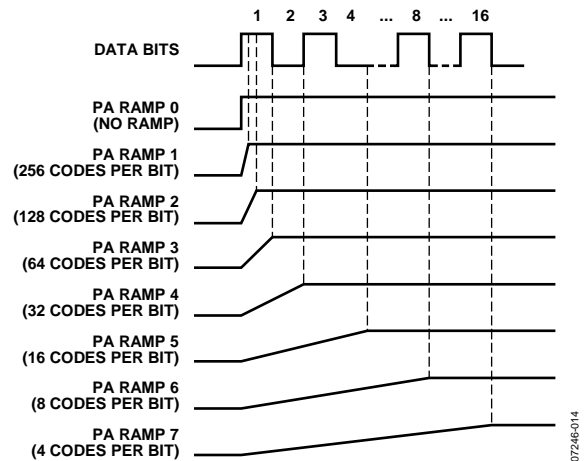 1 2 3 4 ... 8 ... 16
DATA BITS
PA RAMP 0
(NO RAMP)
PA RAMP 1
(256 CODES PER BIT)
PA RAMP 2
(128 CODES PER BIT)
PA RAMP 3
(64 CODES PER BIT)
PA RAMP 4
(32 CODES PER BIT)
PA RAMP 5
(16 CODES PER BIT)
PA RAMP 6
(8 CODES PER BIT)
PA RAMP 7
(4 CODES PER BIT)
07246-014